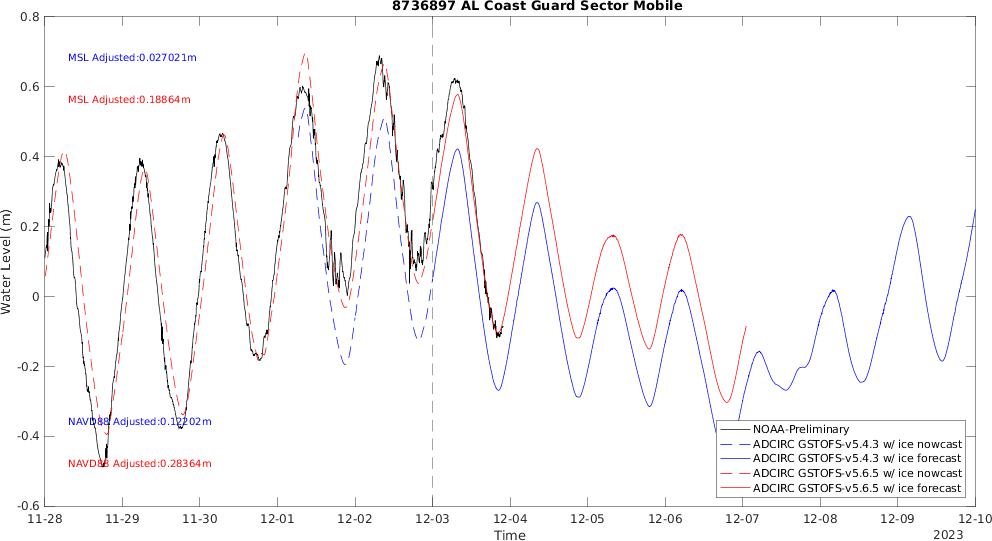 8736897 AL Coast Guard Sector Mobile
0.8
0.6
0.4
0.2
0
-0.2
-0.4
-0.6
Water Level (m)
MSL Adjusted:0.027021m
MSL Adjusted:0.18864m
NAVD88 Adjusted:0.12202m
NAVD88 Adjusted:0.28364m
NOAA-Preliminary
ADCIRC GSTOFS-v5.4.3 w/ ice nowcast
ADCIRC GSTOFS-v5.4.3 w/ ice forecast
ADCIRC GSTOFS-v5.6.5 w/ ice nowcast
ADCIRC GSTOFS-v5.6.5 w/ ice forecast
11-28 11-29 11-30 12-01 12-02 12-03 12-04 12-05 12-06 12-07 12-08 12-09 12-10
Time
2023